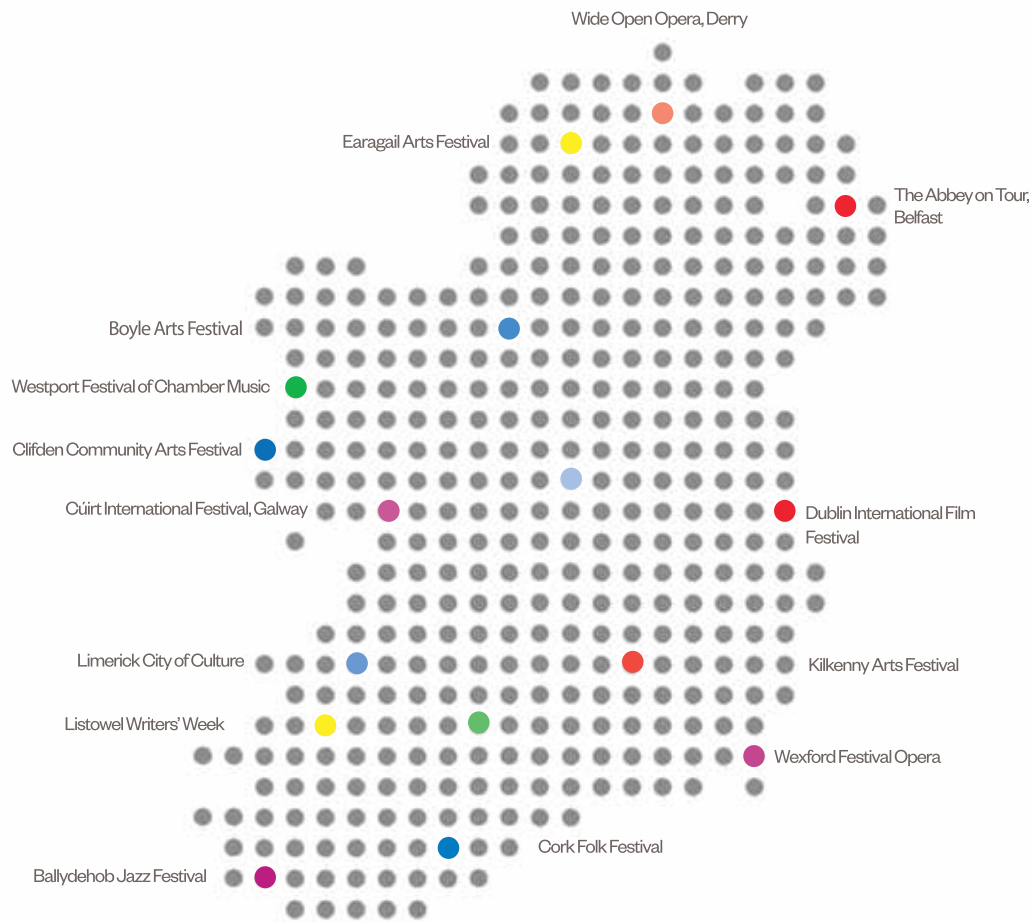 Wide Open Opera, Derry
Earagail Arts Festival
The Abbey on Tour,
Belfast
Boyle Arts Festival
Westport Festival of Chamber Music
Clifden Community Arts Festival
Cúirt International Festival, Galway
Dublin International Film
Festival
Limerick City of Culture
Kilkenny Arts Festival
Listowel Writers' Week
Wexford Festival Opera
Cork Folk Festival
Ballydehob Jazz Festival